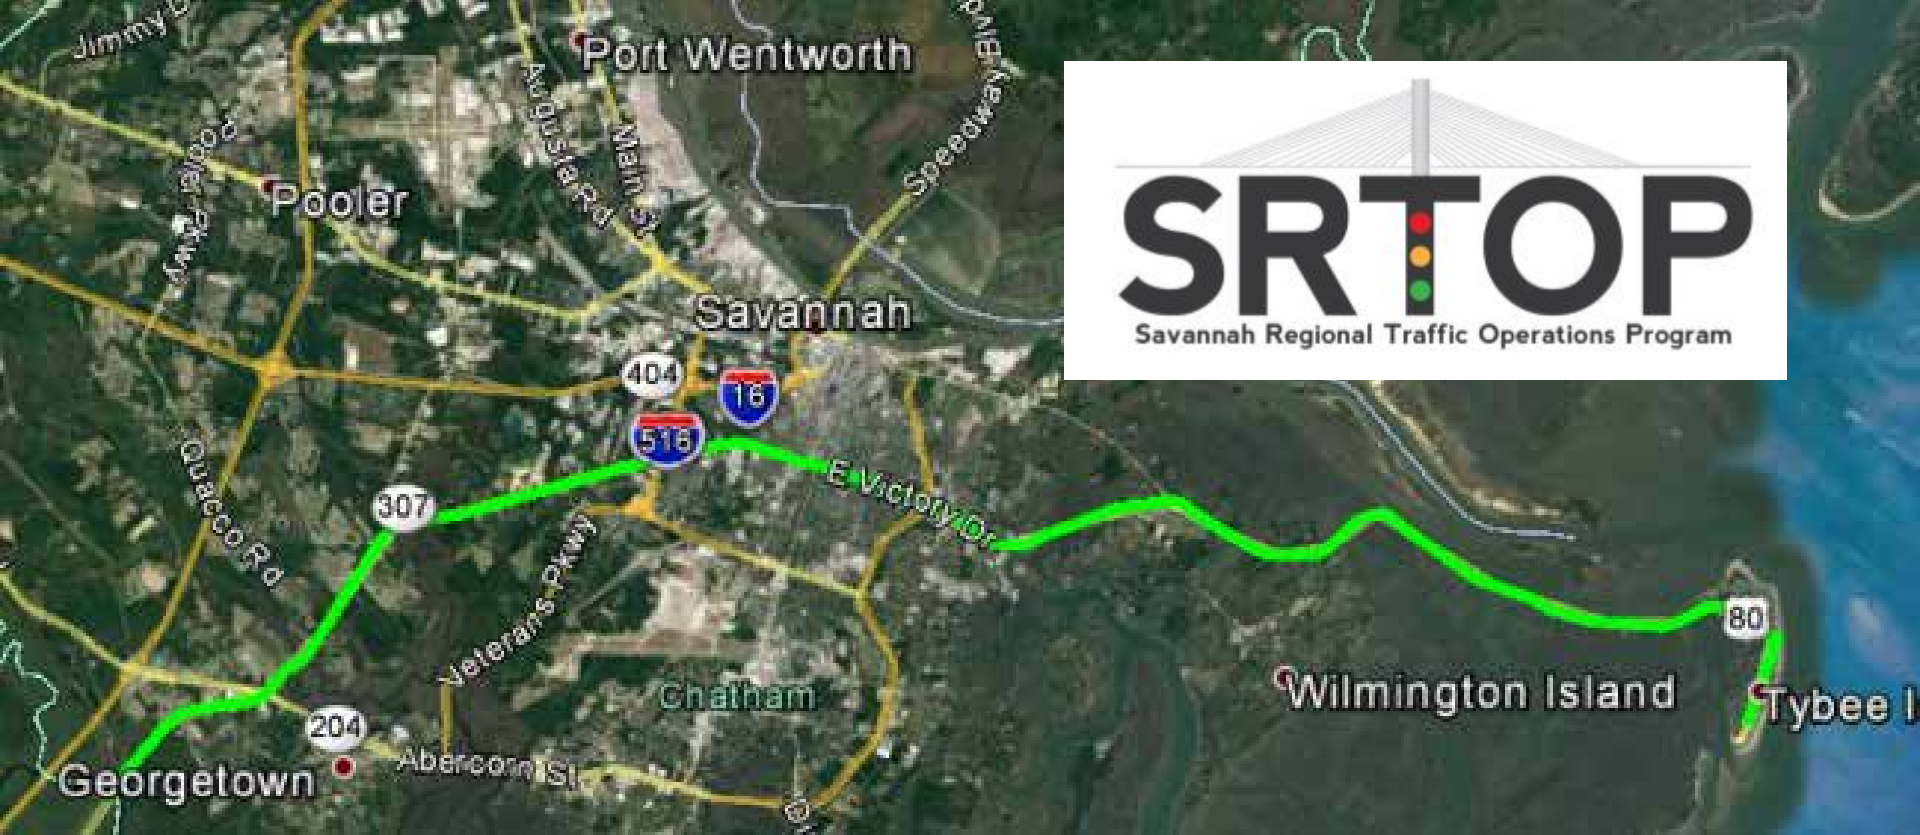 Jimmy D
Port Wentworth
Speedway
Augusta Rd
Main St
Pooler Pkwy
Pooler
SRTOP
Savannah Regional Traffic Operations Program
Savannah
404
16
516
E Victory Dr
307
Quacco Rd
Veterans Pkwy
80
Wilmington Island
Tybee I
Chatham
204
Abercorn St
Georgetown